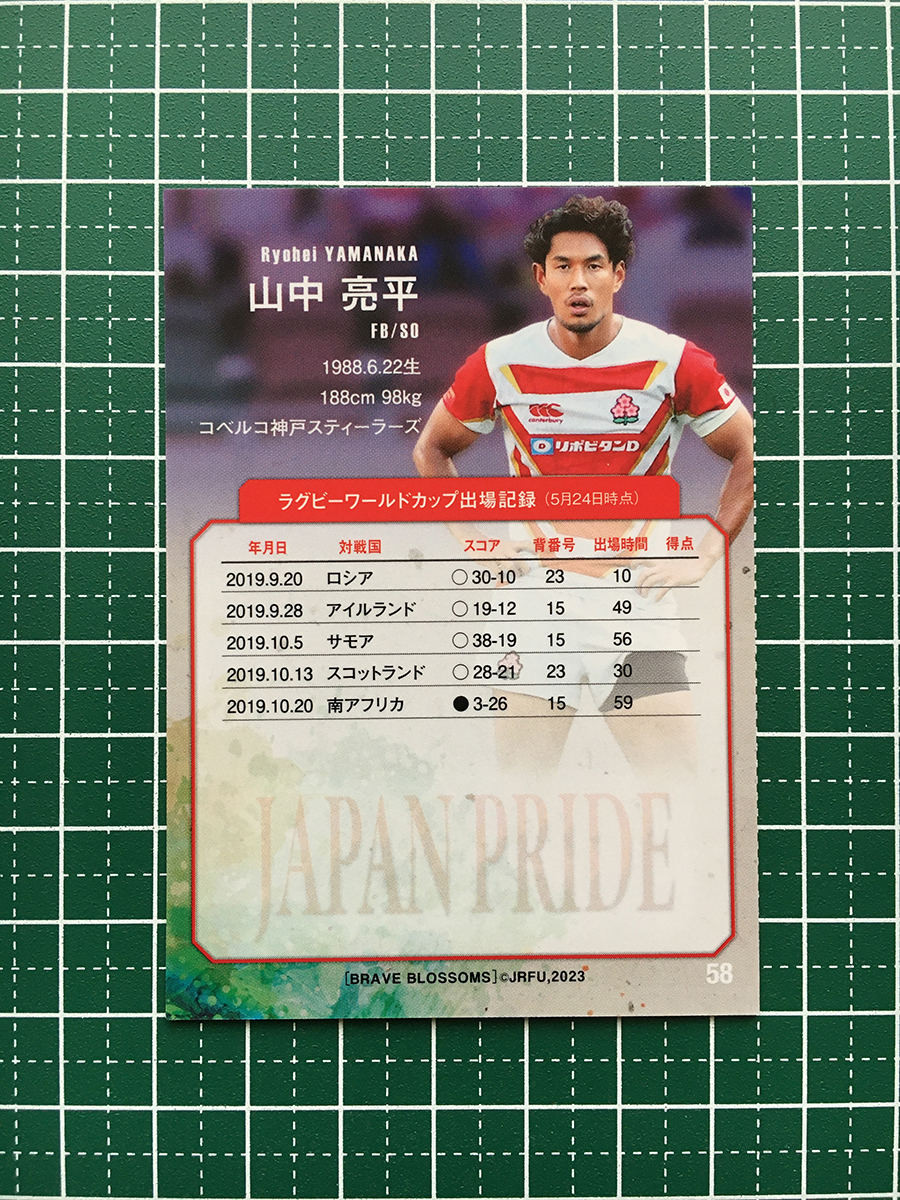 Ryohei YAMANAKA
山中 亮平
FB/SO
1988.6.22生
188cm 98kg
コベルコ神戸スティーラーズ
canterbury
D リポビタンD
ラグビーワールドカップ出場記録（5月24日時点）
年月日 対戦国 スコア 背番号 出場時間 得点
2019.9.20 ロシア ○30-10 23 10
2019.9.28 アイルランド ○19-12 15 49
2019.10.5 サモア ○38-19 15 56
2019.10.13 スコットランド ○28-21 23 30
2019.10.20 南アフリカ ●3-26 15 59
JAPAN PRIDE
[BRAVE BLOSSOMS]©JRFU,2023
58